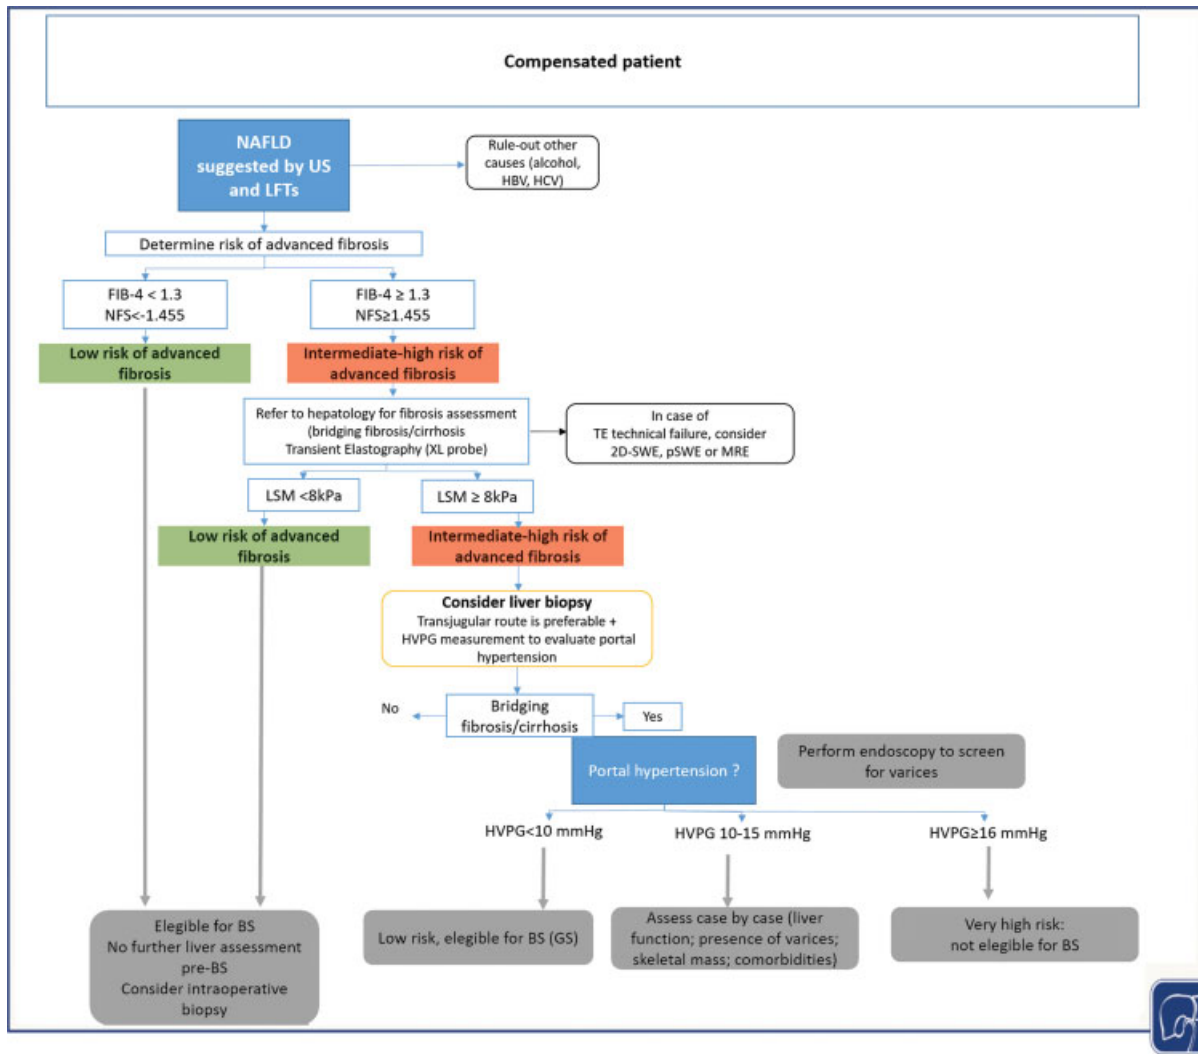 Compensated patient
NAFLD
suggested by US
and LFTs
Rule-out other
causes (alcohol,
HBV, HCV)
Determine risk of advanced fibrosis
FIB-4 < 1.3
NFS<-1.455
FIB-4 ≥ 1.3
NFS≥1.455
Low risk of advanced
fibrosis
Intermediate-high risk of
advanced fibrosis
Refer to hepatology for fibrosis assessment
(bridging fibrosis/cirrhosis
Transient Elastography (XL probe)
In case of
TE technical failure, consider
2D-SWE, pSWE or MRE
LSM <8kPa
LSM ≥ 8kPa
Low risk of advanced
fibrosis
Intermediate-high risk of
advanced fibrosis
Consider liver biopsy
Transjugular route is preferable +
HVPG measurement to evaluate portal
hypertension
No
Bridging
fibrosis/cirrhosis
Yes
Portal hypertension ?
Perform endoscopy to screen
for varices
HVPG<10 mmHg
HVPG 10-15 mmHg
HVPG≥16 mmHg
Elegible for BS
No further liver assessment
pre-BS
Consider intraoperative
biopsy
Low risk, elegible for BS (GS)
Assess case by case (liver
function; presence of varices;
skeletal mass; comorbidities)
Very high risk:
not elegible for BS